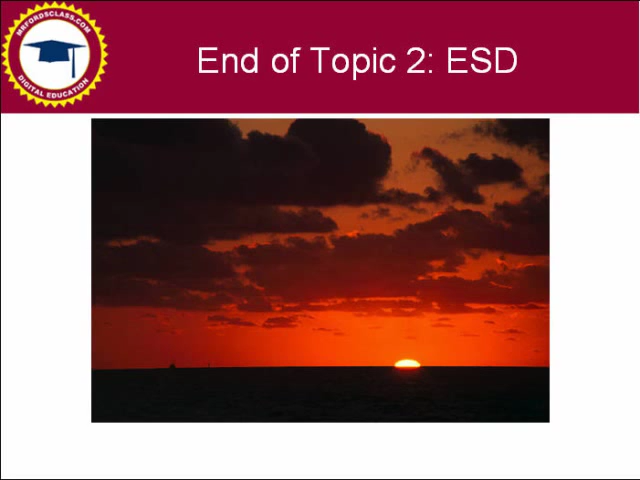 MRFORDSCLASS.COM
DIGITAL EDUCATION
End of Topic 2: ESD